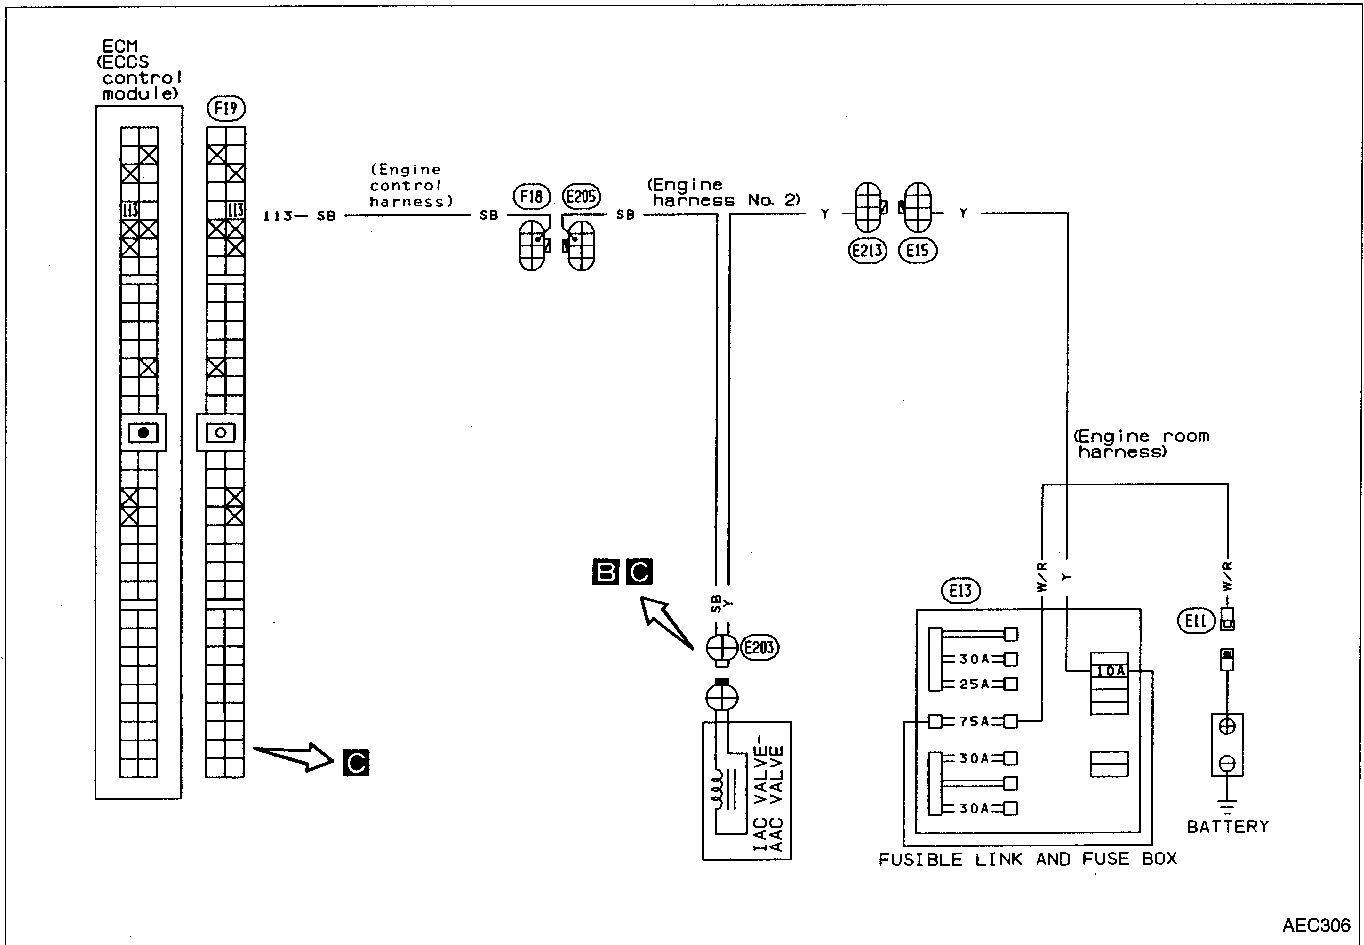 ECM
(ECCS
control
module)
F19
113
113
113
SB
(Engine
control
harness)
SB
F18
E205
SB
(Engine
harness No. 2)
Y
E213
E15
Y
(Engine room
harness)
B
C
SB
Y
E203
W/R
Y
W/R
E13
E11
30A
25A
75A
30A
30A
10A
C
IAC VALVE-
AAC VALVE
BATTERY
FUSIBLE LINK AND FUSE BOX
AEC306